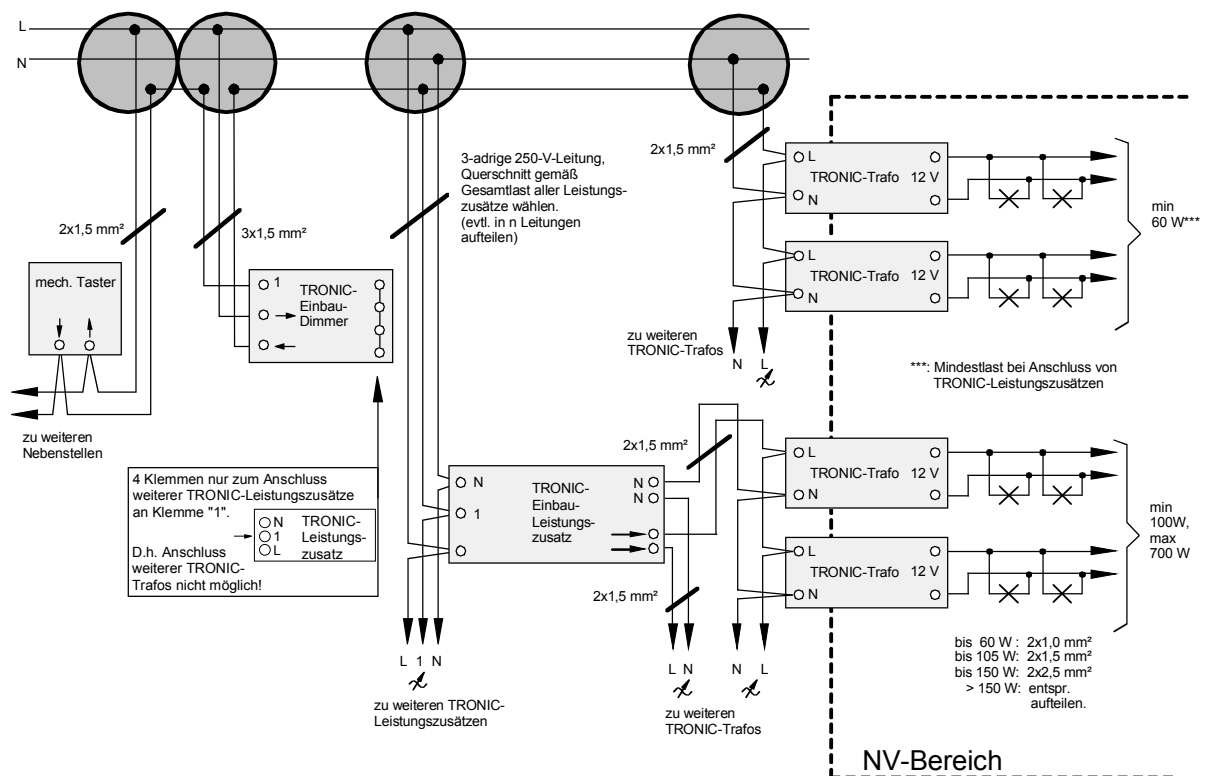 L
N
2x1,5 mm²
3x1,5 mm²
3-adrige 250-V-Leitung,
Querschnitt gemäß
Gesamtlast aller Leistungs-
zusätze wählen.
(evtl. in n Leitungen
aufteilen)
2x1,5 mm²
mech. Taster
1
TRONIC-
Einbau-
Dimmer
zu weiteren
Nebenstellen
L
TRONIC-Trafo 12 V
N
L
TRONIC-Trafo 12 V
N
min
60 W***
zu weiteren
TRONIC-Trafos
N L
***: Mindestlast bei Anschluss von
TRONIC-Leistungszusätzen
4 Klemmen nur zum Anschluss
weiterer TRONIC-Leistungszusätze
an Klemme "1".
N
1
L
TRONIC-
Leistungs-
zusatz
D.h. Anschluss
weiterer TRONIC-
Trafos nicht möglich!
N
1
TRONIC-
Einbau-
Leistungs-
zusatz
N
N
2x1,5 mm²
2x1,5 mm²
L
TRONIC-Trafo 12 V
N
L
TRONIC-Trafo 12 V
N
min
100W,
max
700 W
L 1 N
zu weiteren TRONIC-
Leistungszusätzen
L N
N L
zu weiteren
TRONIC-Trafos
bis 60 W : 2x1,0 mm²
bis 105 W: 2x1,5 mm²
bis 150 W: 2x2,5 mm²
> 150 W: entspr.
aufteilen.
NV-Bereich